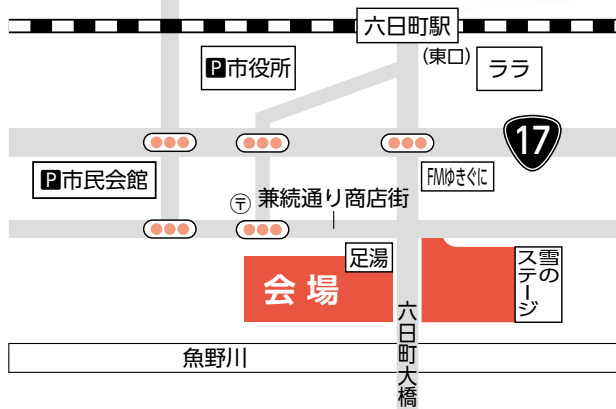 六日町駅
(東口)
P市役所
ララ
17
P市民会館
FMゆきぐに
〒
兼続通り商店街
足湯
会場
雪の
ステージ
六日町大橋
魚野川